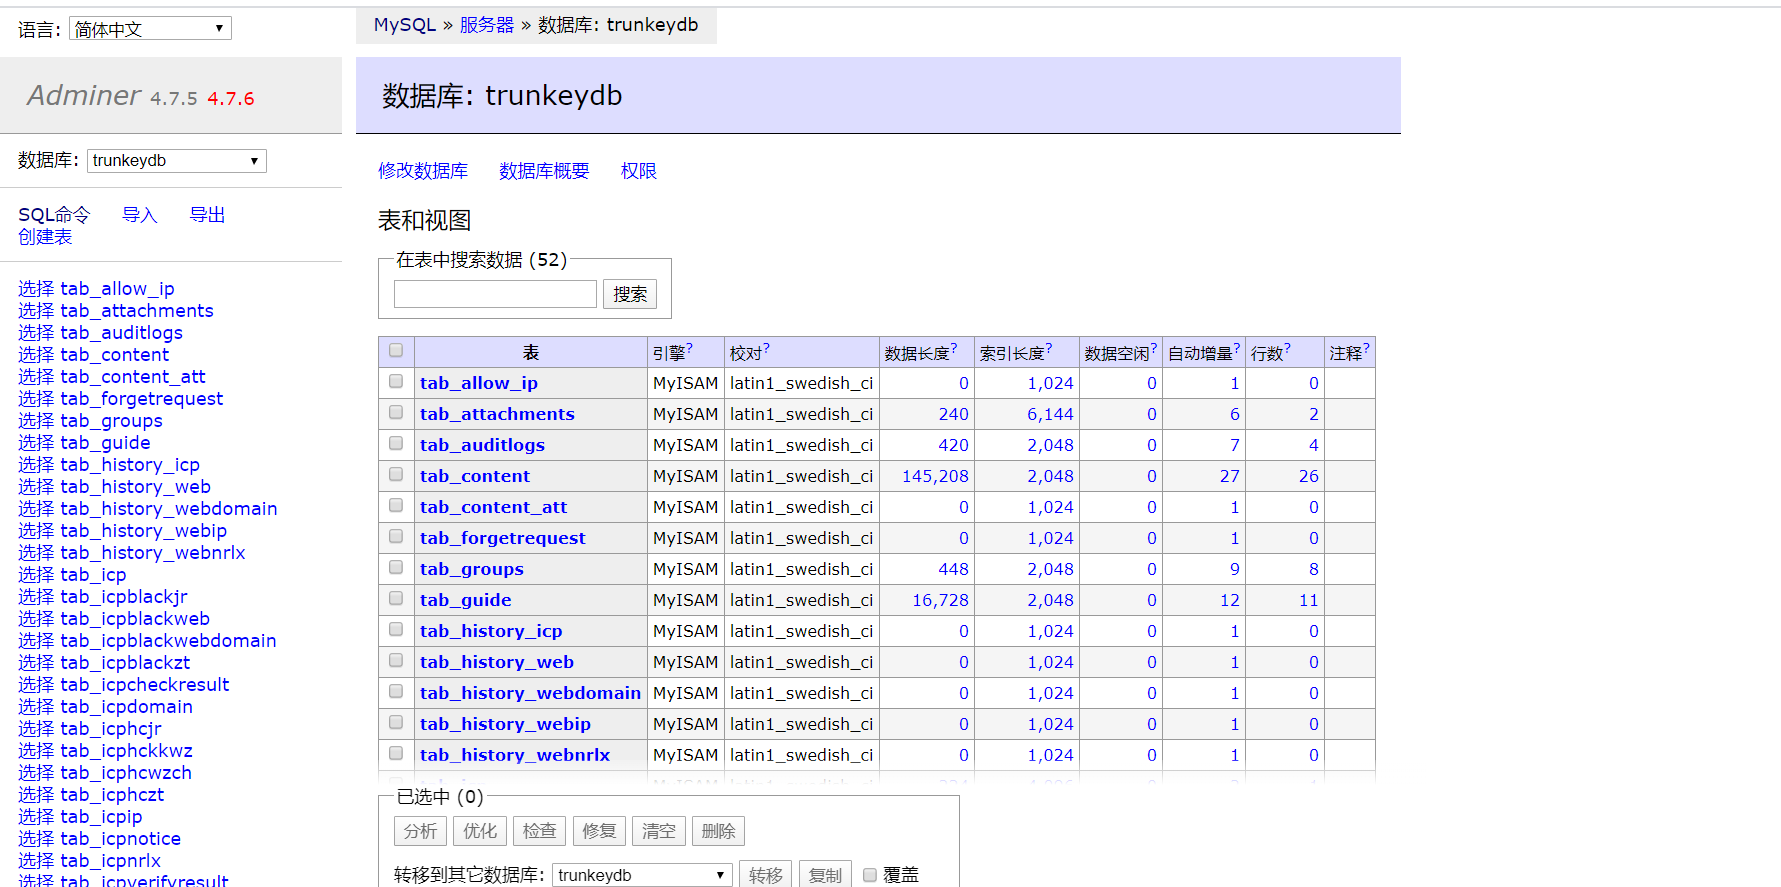 语言: 简体中文
MySQL » 服务器 » 数据库: trunkeydb
Adminer 4.7.5 4.7.6
数据库: trunkeydb
数据库: trunkeydb
SQL命令 导入 导出
创建表
选择 tab_allow_ip
选择 tab_attachments
选择 tab_auditlogs
选择 tab_content
选择 tab_content_att
选择 tab_forgetrequest
选择 tab_groups
选择 tab_guide
选择 tab_history_icp
选择 tab_history_web
选择 tab_history_webdomain
选择 tab_history_webip
选择 tab_history_webnrlx
选择 tab_icp
选择 tab_icpblackjr
选择 tab_icpblackweb
选择 tab_icpblackwebdomain
选择 tab_icpblackzt
选择 tab_icpcheckresult
选择 tab_icpdomain
选择 tab_icphcjr
选择 tab_icphckkwz
选择 tab_icphcwzch
选择 tab_icphczt
选择 tab_icpip
选择 tab_icpnotice
选择 tab_icpnrlx
选择 tab_icpverifyresult
修改数据库 数据库概要 权限
表和视图
在表中搜索数据 (52)
搜索
表 引擎? 校对? 数据长度? 索引长度? 数据空闲? 自动增量? 行数? 注释?
tab_allow_ip MyISAM latin1_swedish_ci 0 1,024 0 1 0
tab_attachments MyISAM latin1_swedish_ci 240 6,144 0 6 2
tab_auditlogs MyISAM latin1_swedish_ci 420 2,048 0 7 4
tab_content MyISAM latin1_swedish_ci 145,208 2,048 0 27 26
tab_content_att MyISAM latin1_swedish_ci 0 1,024 0 1 0
tab_forgetrequest MyISAM latin1_swedish_ci 0 1,024 0 1 0
tab_groups MyISAM latin1_swedish_ci 448 2,048 0 9 8
tab_guide MyISAM latin1_swedish_ci 16,728 2,048 0 12 11
tab_history_icp MyISAM latin1_swedish_ci 0 1,024 0 1 0
tab_history_web MyISAM latin1_swedish_ci 0 1,024 0 1 0
tab_history_webdomain MyISAM latin1_swedish_ci 0 1,024 0 1 0
tab_history_webip MyISAM latin1_swedish_ci 0 1,024 0 1 0
tab_history_webnrlx MyISAM latin1_swedish_ci 0 1,024 0 1 0
已选中 (0)
分析 优化 检查 修复 清空 删除
转移到其它数据库: trunkeydb 转移 复制 覆盖